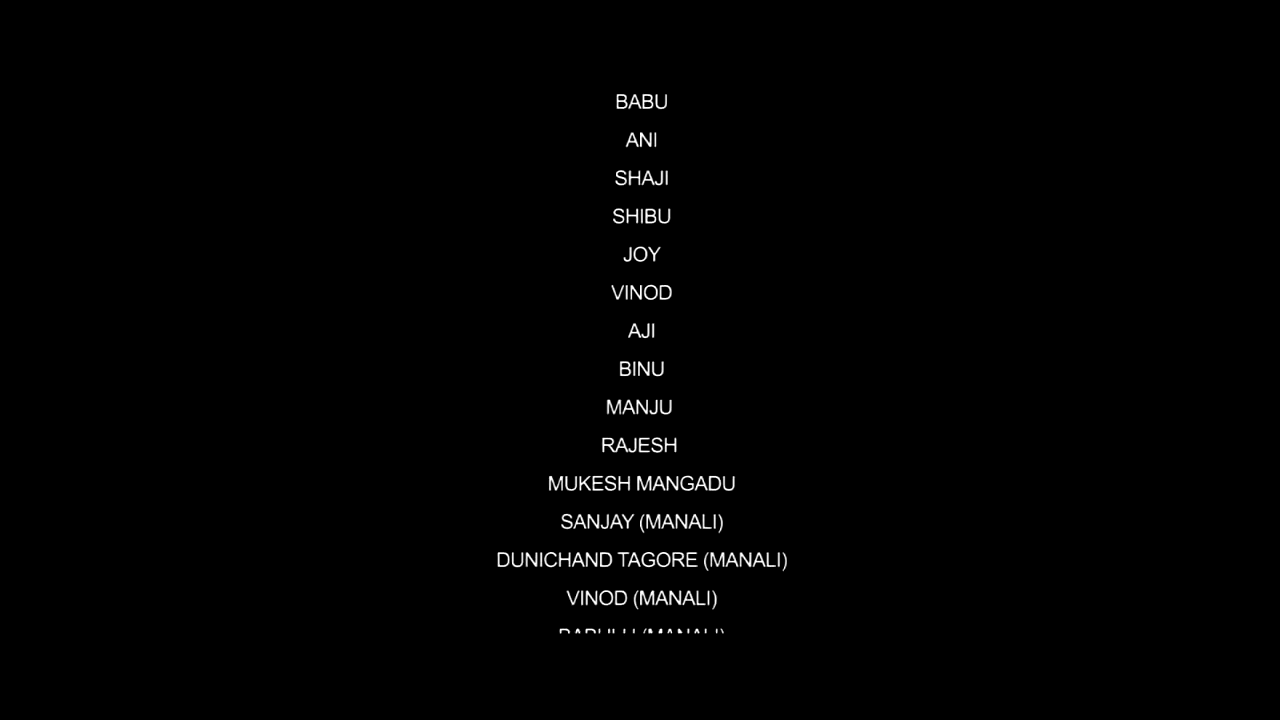 BABU
ANI
SHAJI
SHIBU
JOY
VINOD
AJI
BINU
MANJU
RAJESH
MUKESH MANGADU
SANJAY (MANALI)
DUNICHAND TAGORE (MANALI)
VINOD (MANALI)
(MANALI)